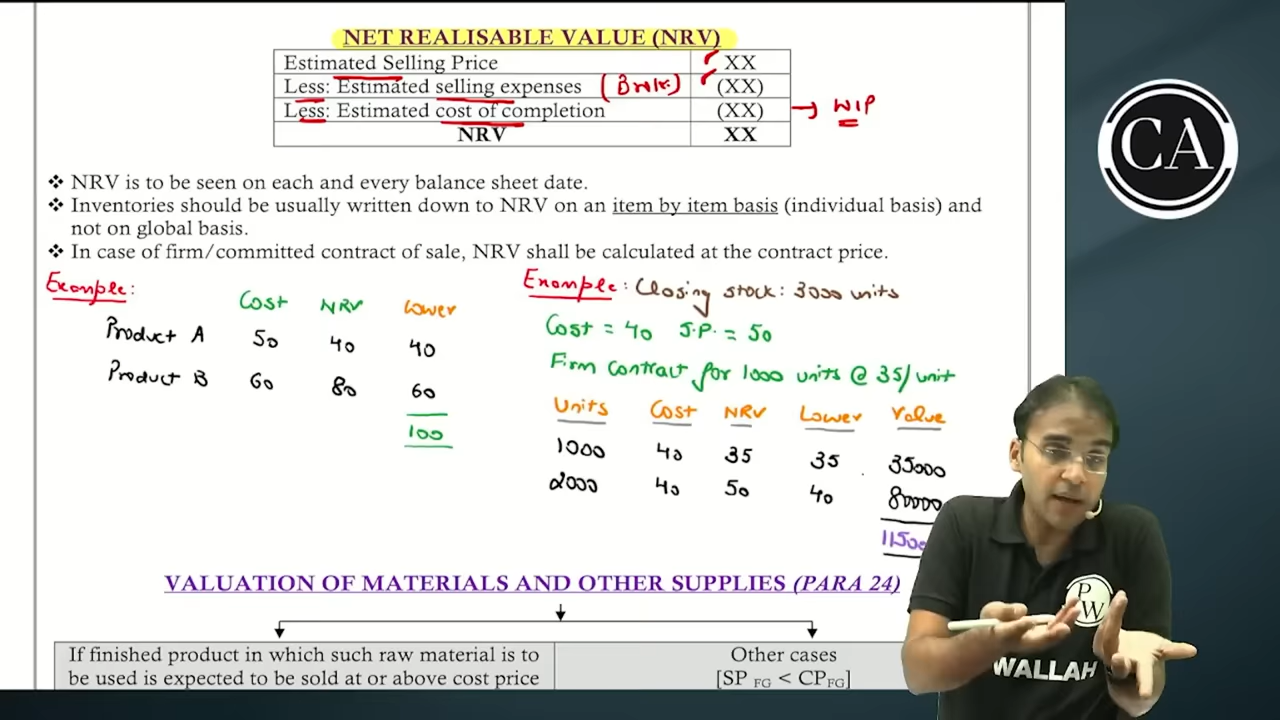 NET REALISABLE VALUE (NRV)
Estimated Selling Price XX
Less: Estimated selling expenses (Brok.) (XX)
Less: Estimated cost of completion (XX) → WIP
NRV XX
❖ NRV is to be seen on each and every balance sheet date.
❖ Inventories should be usually written down to NRV on an item by item basis (individual basis) and
not on global basis.
❖ In case of firm/committed contract of sale, NRV shall be calculated at the contract price.
Example:
Cost NRV Lower
Product A 50 40 40
Product B 60 80 60
100
Example: Closing stock: 3000 units
Cost = 40 S.P. = 50
Firm contract for 1000 units @ 35/unit
Units Cost NRV Lower Value
1000 40 35 35 35000
2000 40 50 40 80000
VALUATION OF MATERIALS AND OTHER SUPPLIES (PARA 24)
If finished product in which such raw material is to
be used is expected to be sold at or above cost price
Other cases
[SP FG < CP FG]
CA
PW
WALLAH